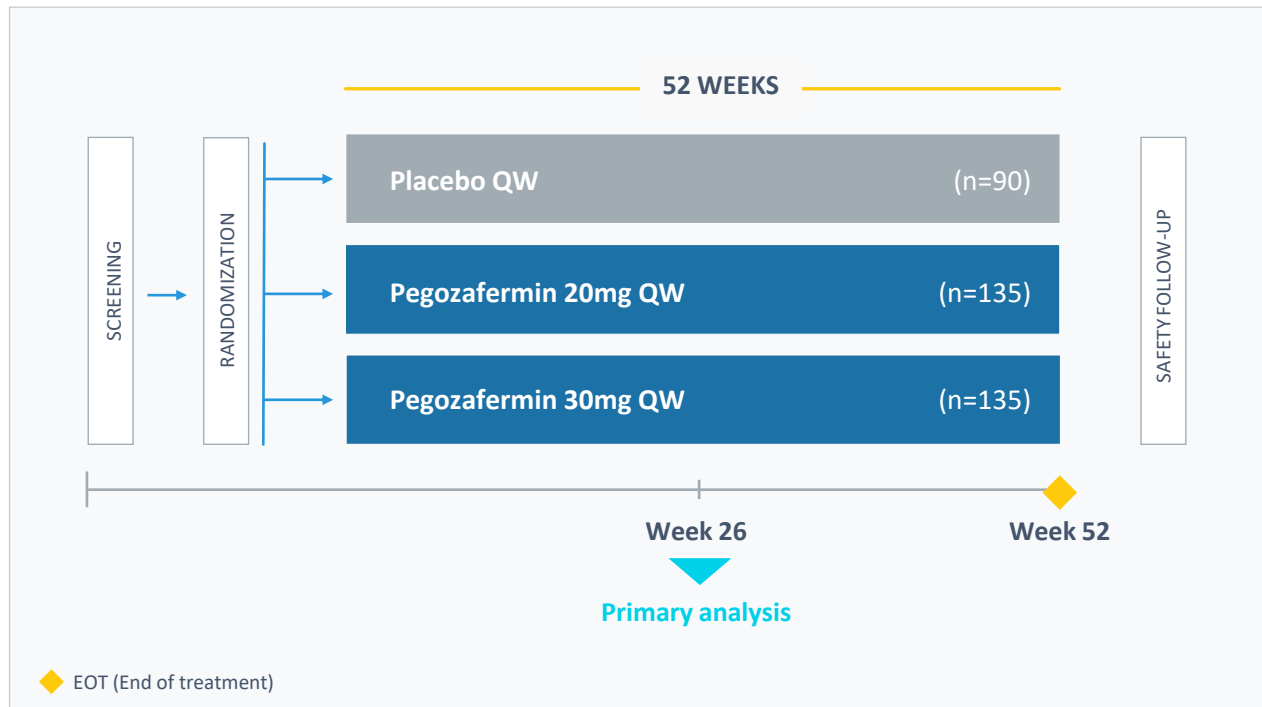 52 WEEKS
SCREENING
RANDOMIZATION
Placebo QW (n=90)
Pegozafermin 20mg QW (n=135)
Pegozafermin 30mg QW (n=135)
SAFETY FOLLOW-UP
Week 26
Week 52
Primary analysis
EOT (End of treatment)